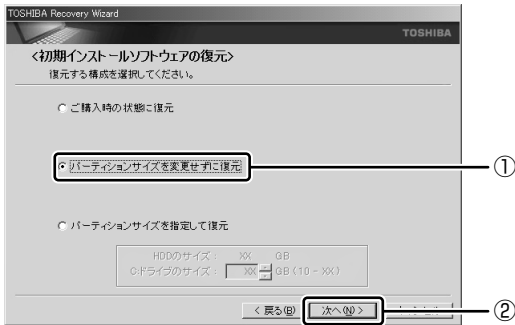 TOSHIBA Recovery Wizard
TOSHIBA
<初期インストールソフトウェアの復元>
復元する構成を選択してください。
ご購入時の状態に復元
パーティションサイズを変更せずに復元
①
パーティションサイズを指定して復元
HDDのサイズ： XX GB
C:ドライブのサイズ： XX GB (10 - XX)
< 戻る(B) 次へ(N) >
②